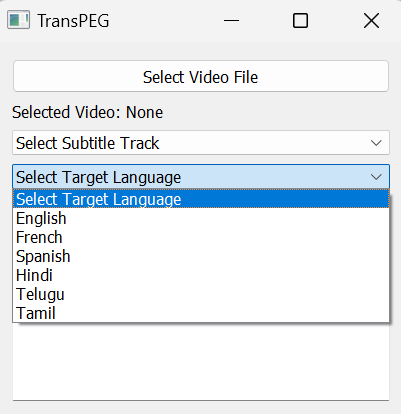 TransPEG
Select Video File
Selected Video: None
Select Subtitle Track
Select Target Language
Select Target Language
English
French
Spanish
Hindi
Telugu
Tamil